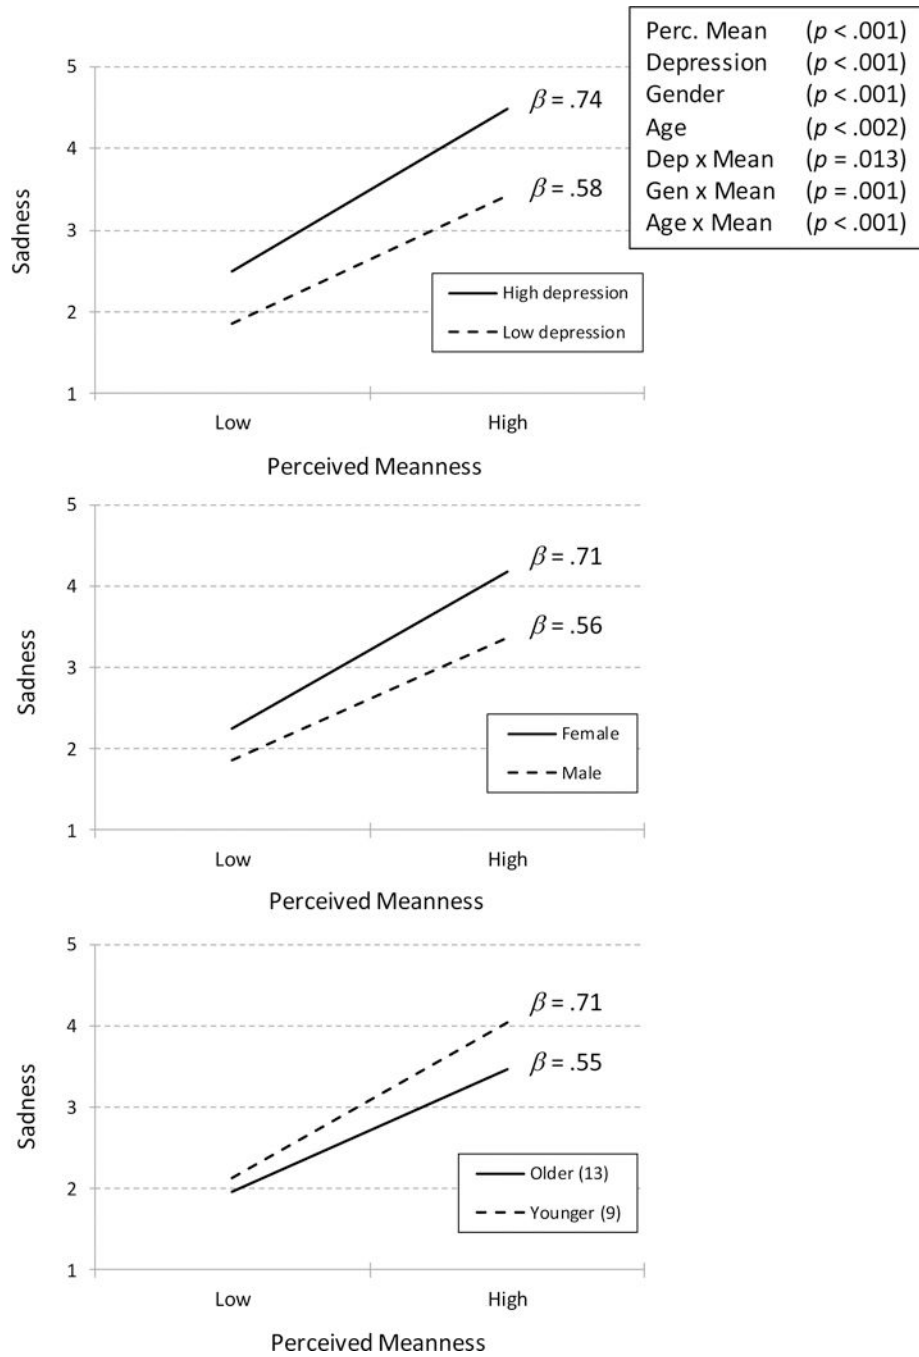 Perc. Mean (p < .001)
Depression (p < .001)
Gender (p < .001)
Age (p < .002)
Dep x Mean (p = .013)
Gen x Mean (p = .001)
Age x Mean (p < .001)
5
4
3
2
1
Sadness
β = .74
β = .58
High depression
Low depression
Low High
Perceived Meanness
5
4
3
2
1
Sadness
β = .71
β = .56
Female
Male
Low High
Perceived Meanness
5
4
3
2
1
Sadness
β = .71
β = .55
Older (13)
Younger (9)
Low High
Perceived Meanness